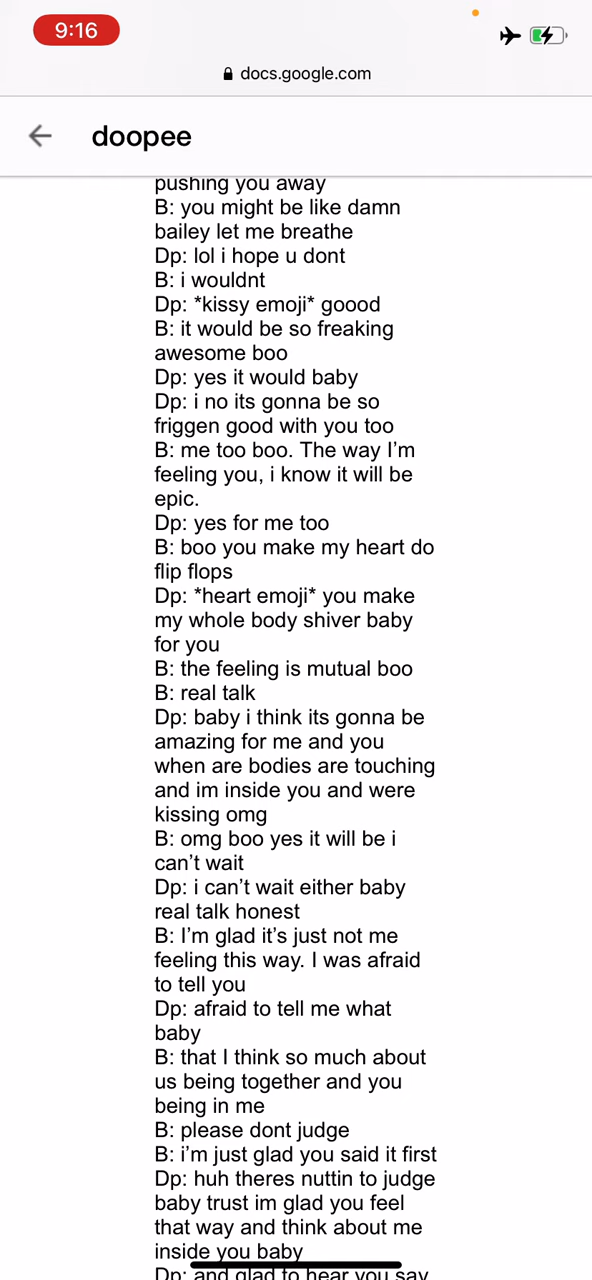 9:16
docs.google.com
doopee
pushing you away
B: you might be like damn
bailey let me breathe
Dp: lol i hope u dont
B: i wouldnt
Dp: *kissy emoji* goood
B: it would be so freaking
awesome boo
Dp: yes it would baby
Dp: i no its gonna be so
friggen good with you too
B: me too boo. The way I’m
feeling you, i know it will be
epic.
Dp: yes for me too
B: boo you make my heart do
flip flops
Dp: *heart emoji* you make
my whole body shiver baby
for you
B: the feeling is mutual boo
B: real talk
Dp: baby i think its gonna be
amazing for me and you
when are bodies are touching
and im inside you and were
kissing omg
B: omg boo yes it will be i
can’t wait
Dp: i can’t wait either baby
real talk honest
B: I’m glad it’s just not me
feeling this way. I was afraid
to tell you
Dp: afraid to tell me what
baby
B: that I think so much about
us being together and you
being in me
B: please dont judge
B: i’m just glad you said it first
Dp: huh theres nuttin to judge
baby trust im glad you feel
that way and think about me
inside you baby
Dp: and glad to hear you say